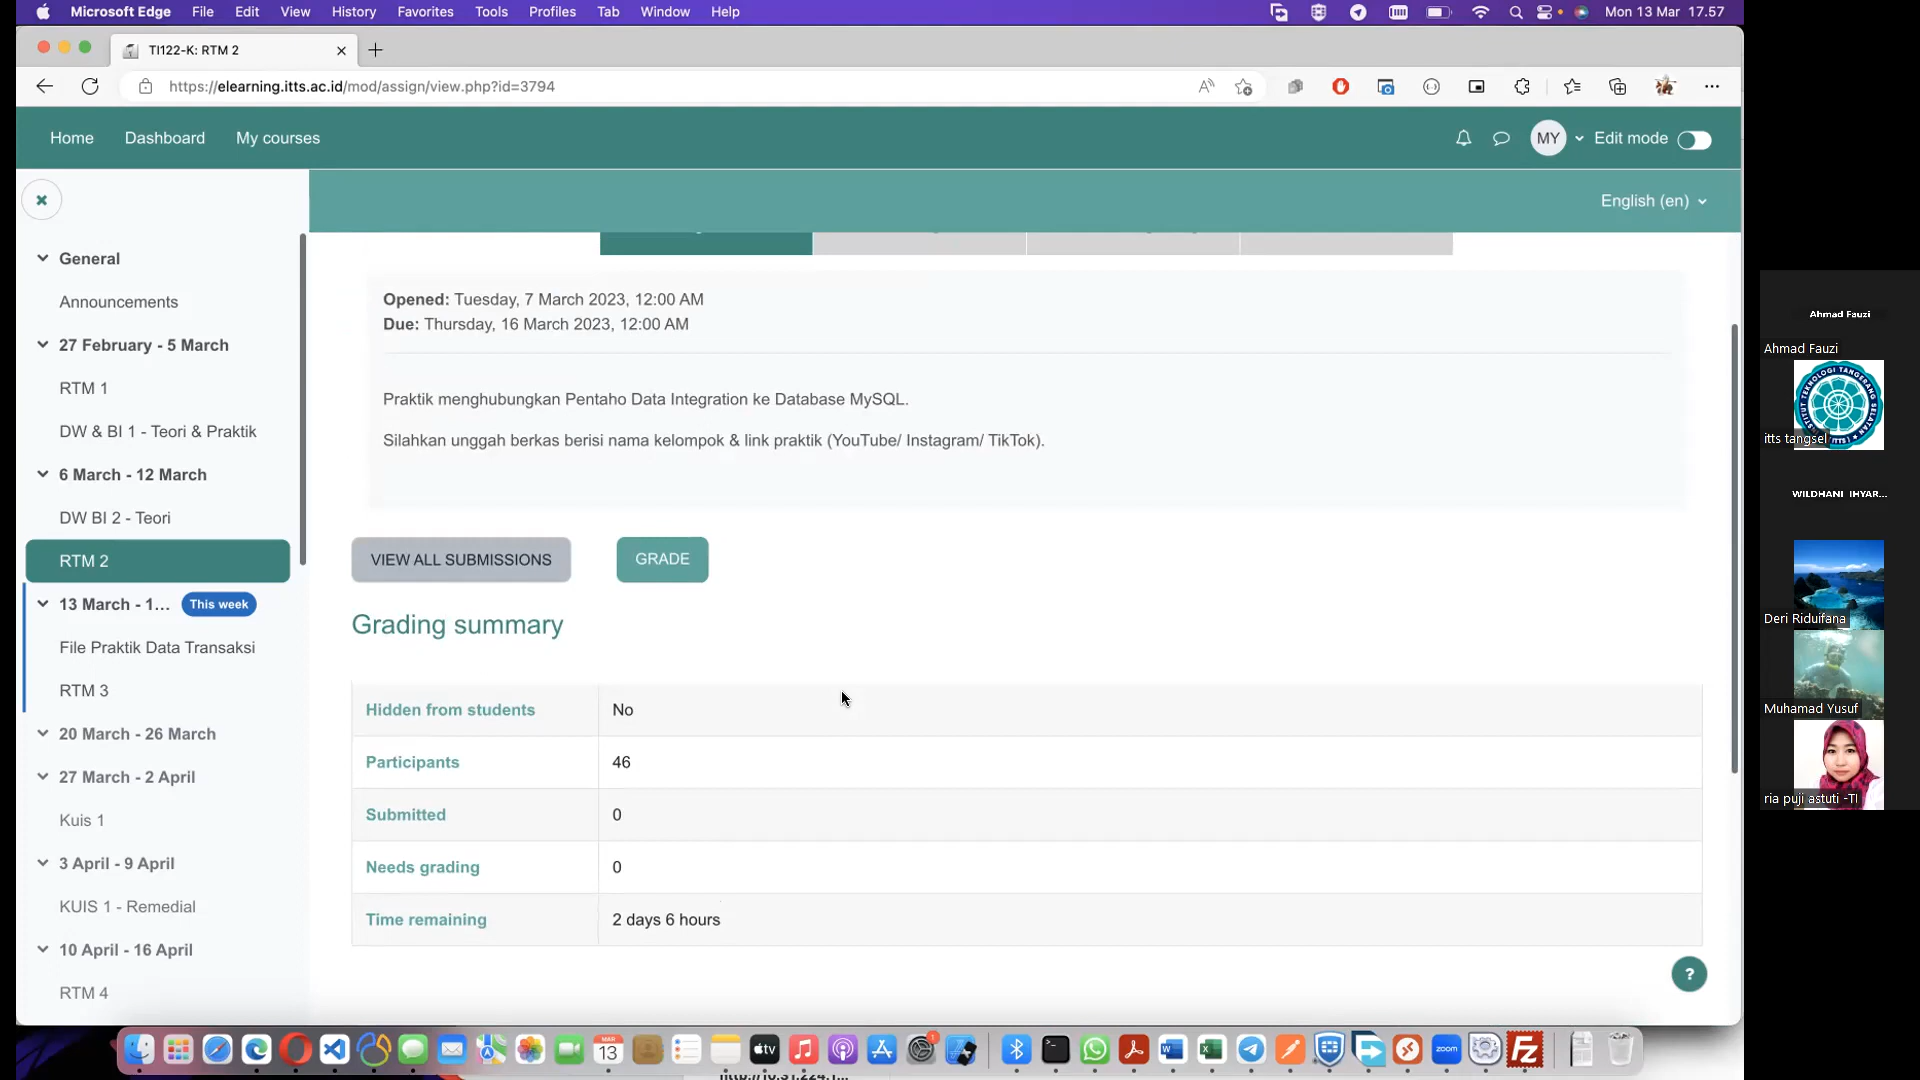 Microsoft Edge File Edit View History Favorites Tools Profiles Tab Window Help
Mon 13 Mar 17.57
TI122-K: RTM 2
https://elearning.itts.ac.id/mod/assign/view.php?id=3794
Home Dashboard My courses
MY
Edit mode
English (en)
General
Announcements
27 February - 5 March
RTM 1
DW & BI 1 - Teori & Praktik
6 March - 12 March
DW BI 2 - Teori
RTM 2
13 March - 1... This week
File Praktik Data Transaksi
RTM 3
20 March - 26 March
27 March - 2 April
Kuis 1
3 April - 9 April
KUIS 1 - Remedial
10 April - 16 April
RTM 4
Opened: Tuesday, 7 March 2023, 12:00 AM
Due: Thursday, 16 March 2023, 12:00 AM
Praktik menghubungkan Pentaho Data Integration ke Database MySQL.
Silahkan unggah berkas berisi nama kelompok & link praktik (YouTube/ Instagram/ TikTok).
VIEW ALL SUBMISSIONS
GRADE
Grading summary
Hidden from students No
Participants 46
Submitted 0
Needs grading 0
Time remaining 2 days 6 hours
?
Ahmad Fauzi
Ahmad Fauzi
itts tangsel
WILDHANI IHYAR...
Deri Riduifana
Muhamad Yusuf
ria puji astuti -TI
MAR
13
tv
1
zoom
Fz